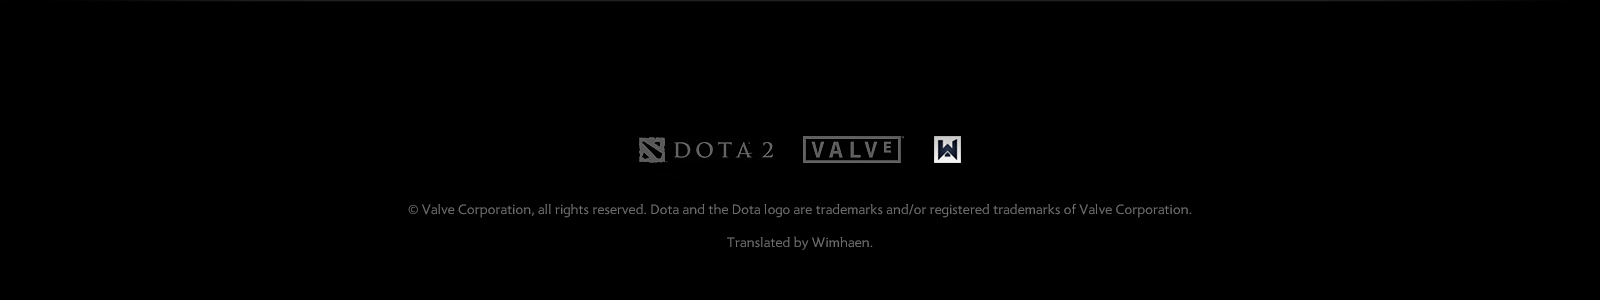 DOTA 2 VALVE W
© Valve Corporation, all rights reserved. Dota and the Dota logo are trademarks and/or registered trademarks of Valve Corporation.
Translated by Wimhaen.